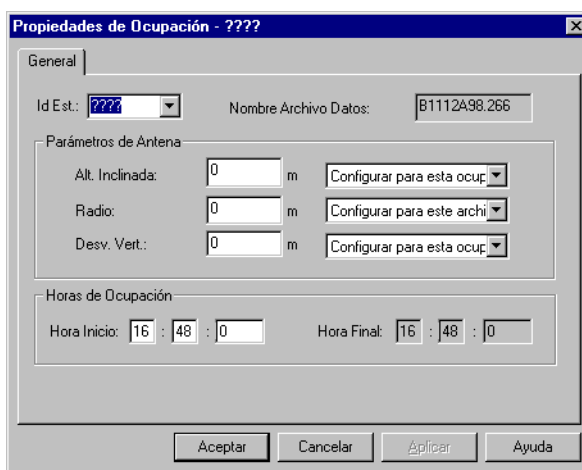 Propiedades de Ocupación - ????
General
Id Est.: ???? Nombre Archivo Datos: B1112A98.266
Parámetros de Antena
Alt. Inclinada: 0 m Configurar para esta ocup
Radio: 0 m Configurar para este archi
Desv. Vert.: 0 m Configurar para esta ocup
Horas de Ocupación
Hora Inicio: 16 : 48 : 0 Hora Final: 16 : 48 : 0
Aceptar Cancelar Aplicar Ayuda